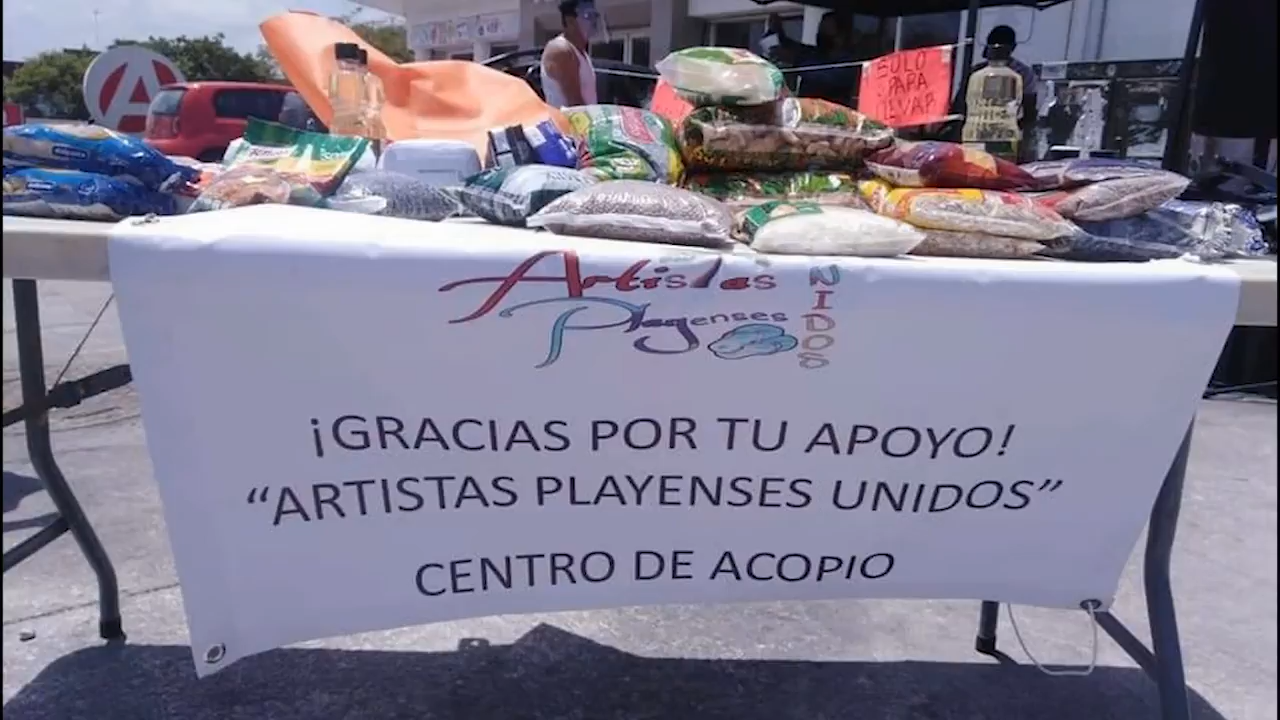 SOLO
PARA
LLEVAR
Artistas
Playenses
UNIDOS
¡GRACIAS POR TU APOYO!
“ARTISTAS PLAYENSES UNIDOS”
CENTRO DE ACOPIO